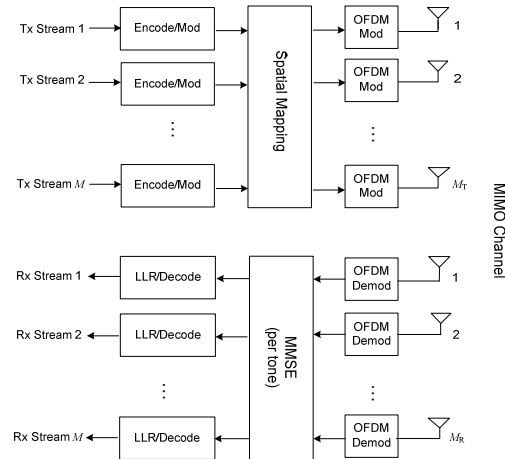 Tx Stream 1
Encode/Mod
Spatial Mapping
OFDM
Mod
1
Tx Stream 2
Encode/Mod
OFDM
Mod
2
...
...
Tx Stream M
Encode/Mod
OFDM
Mod
MT
MIMO Channel
Rx Stream 1
LLR/Decode
MMSE
(per tone)
OFDM
Demod
1
Rx Stream 2
LLR/Decode
OFDM
Demod
2
...
...
Rx Stream M
LLR/Decode
OFDM
Demod
MR